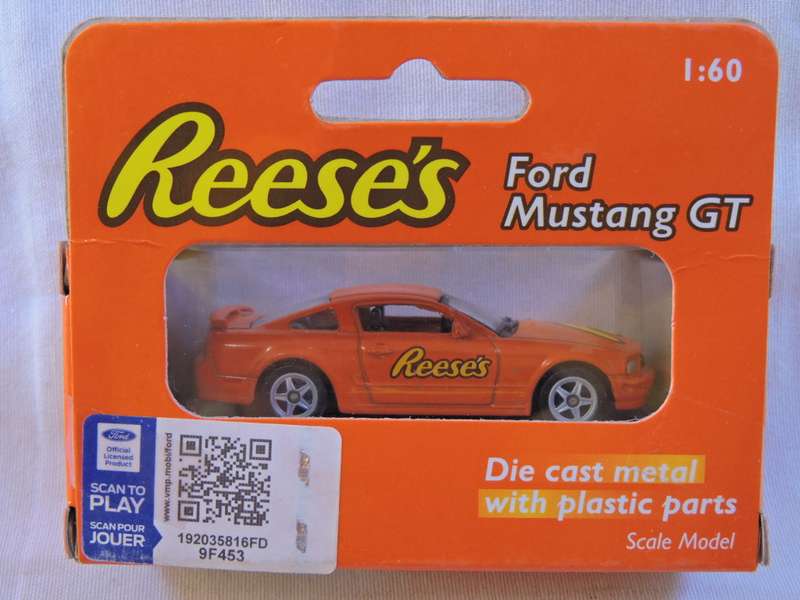 1:60
Reese's
Ford
Mustang GT
Reese's
Die cast metal
with plastic parts
Scale Model
Ford
Official
Licensed
Product
SCAN TO
PLAY
SCAN POUR
JOUER
www.vmp.mobi/ford
192035816FD
9F453